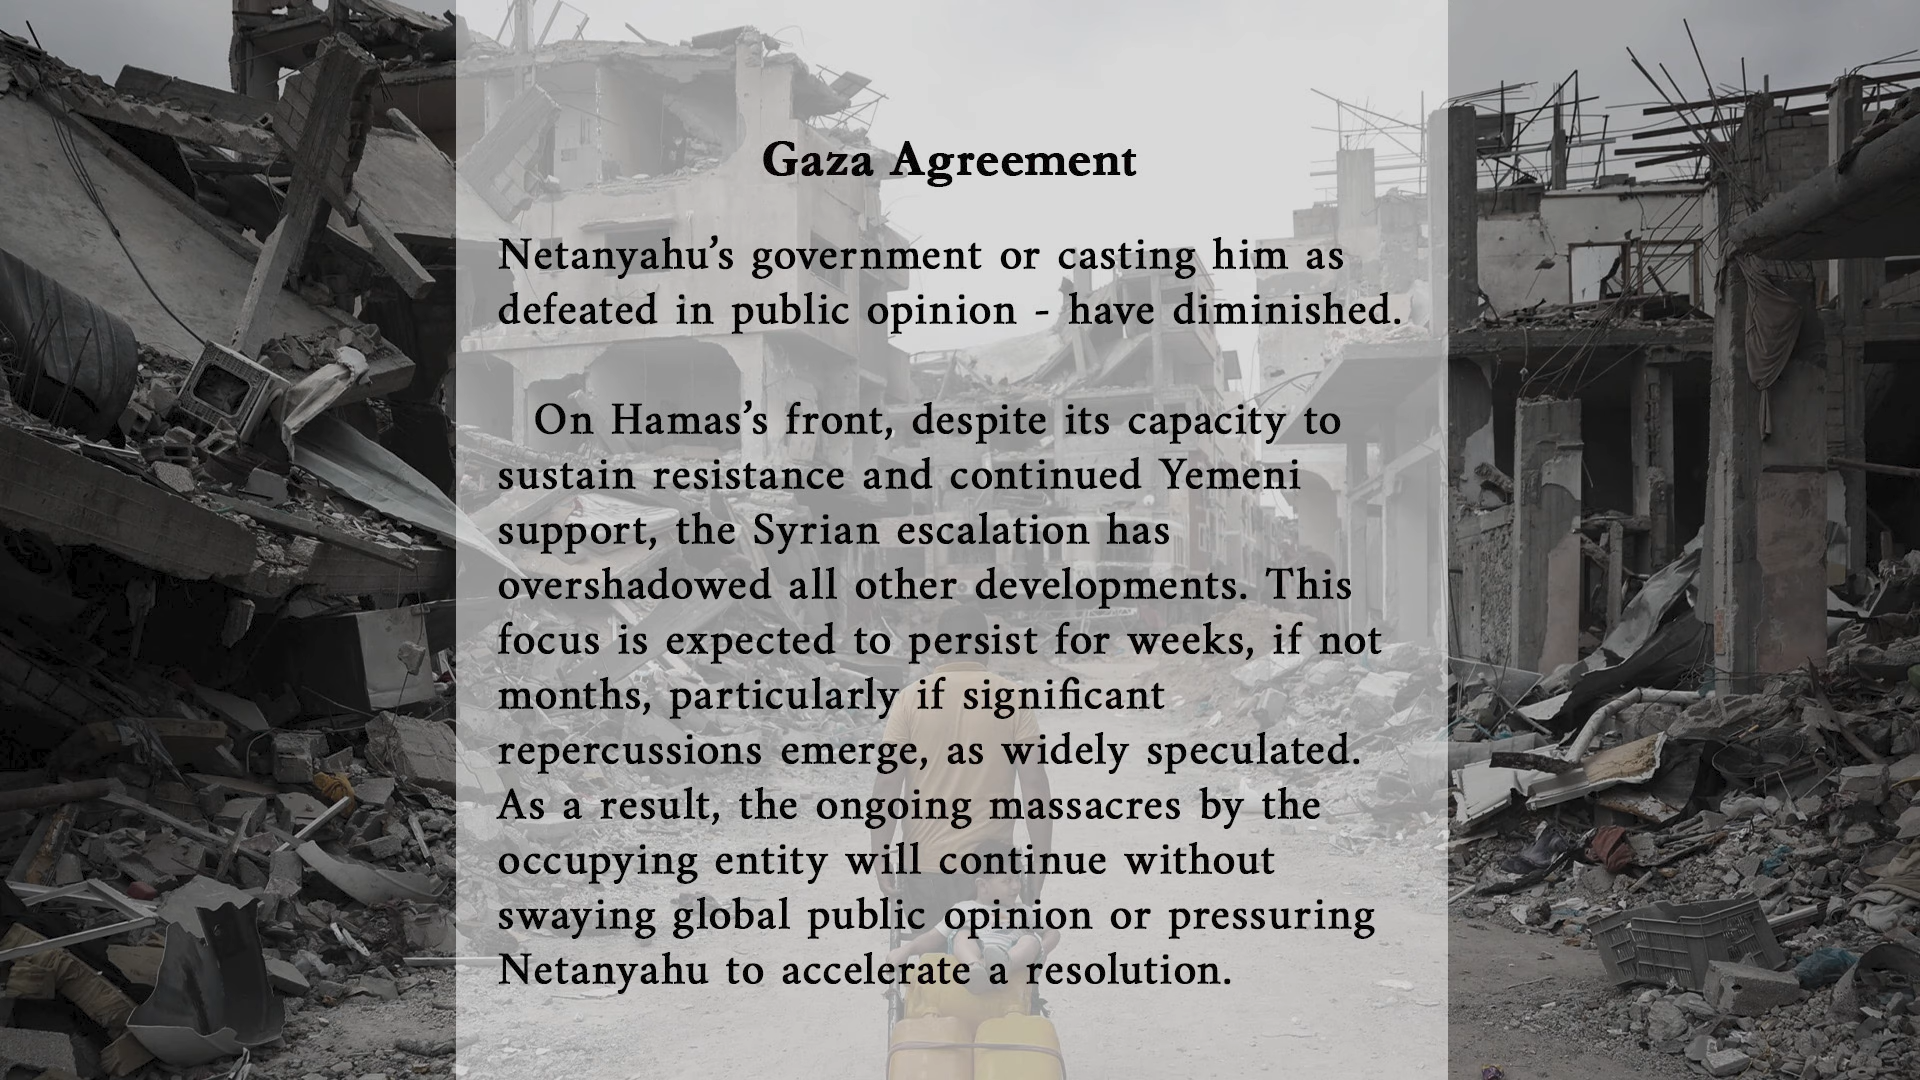 Gaza Agreement
Netanyahu’s government or casting him as
defeated in public opinion - have diminished.
On Hamas’s front, despite its capacity to
sustain resistance and continued Yemeni
support, the Syrian escalation has
overshadowed all other developments. This
focus is expected to persist for weeks, if not
months, particularly if significant
repercussions emerge, as widely speculated.
As a result, the ongoing massacres by the
occupying entity will continue without
swaying global public opinion or pressuring
Netanyahu to accelerate a resolution.